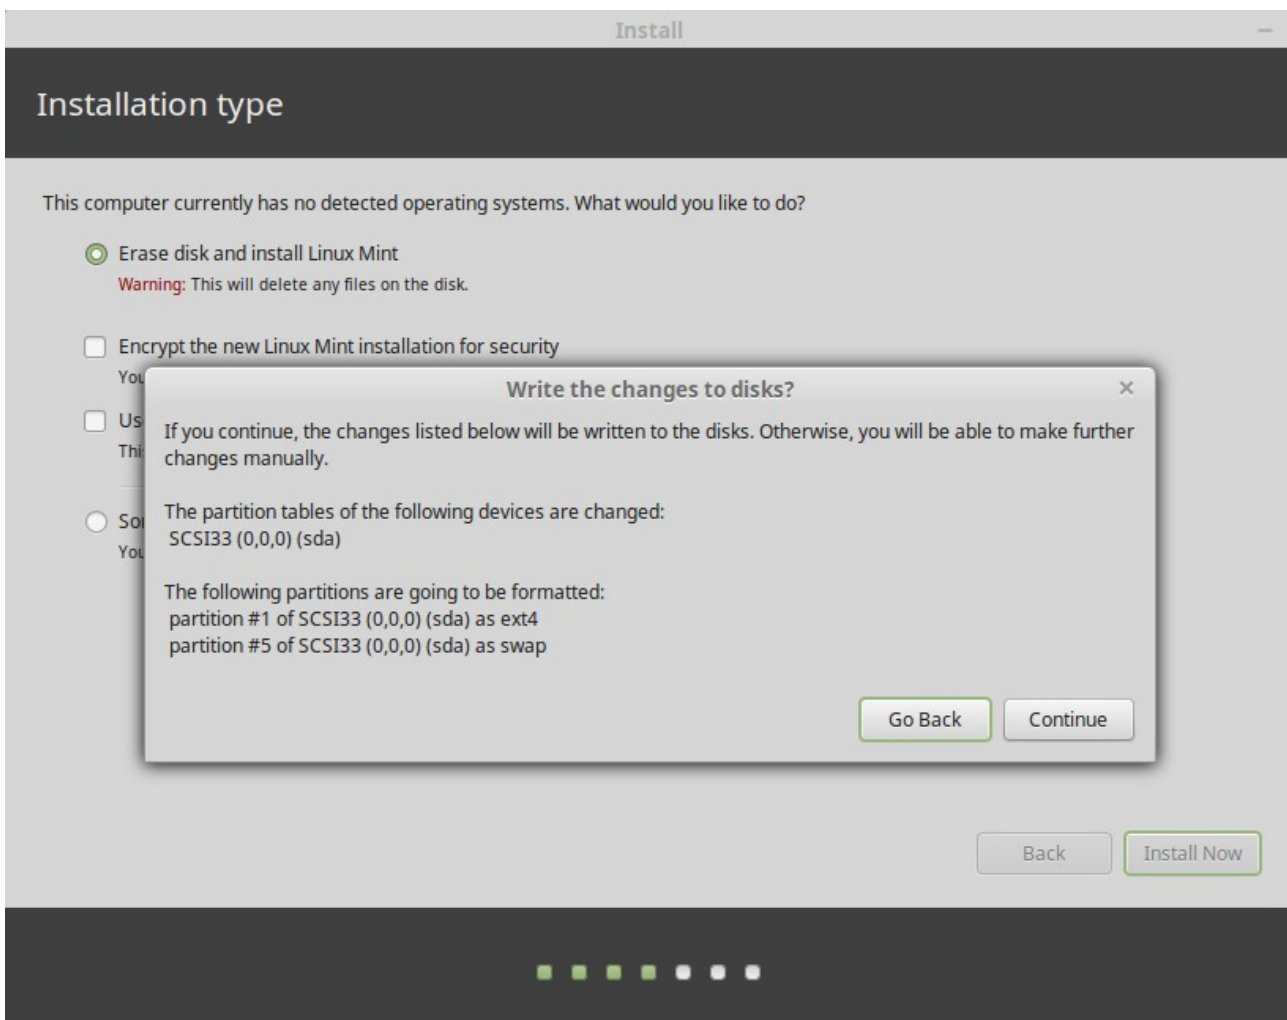 Install
Installation type
This computer currently has no detected operating systems. What would you like to do?
Erase disk and install Linux Mint
Warning: This will delete any files on the disk.
Encrypt the new Linux Mint installation for security
You
Write the changes to disks?
Us
If you continue, the changes listed below will be written to the disks. Otherwise, you will be able to make further
changes manually.
Thi
The partition tables of the following devices are changed:
SCSI33 (0,0,0) (sda)
So
You
The following partitions are going to be formatted:
partition #1 of SCSI33 (0,0,0) (sda) as ext4
partition #5 of SCSI33 (0,0,0) (sda) as swap
Go Back
Continue
Back
Install Now